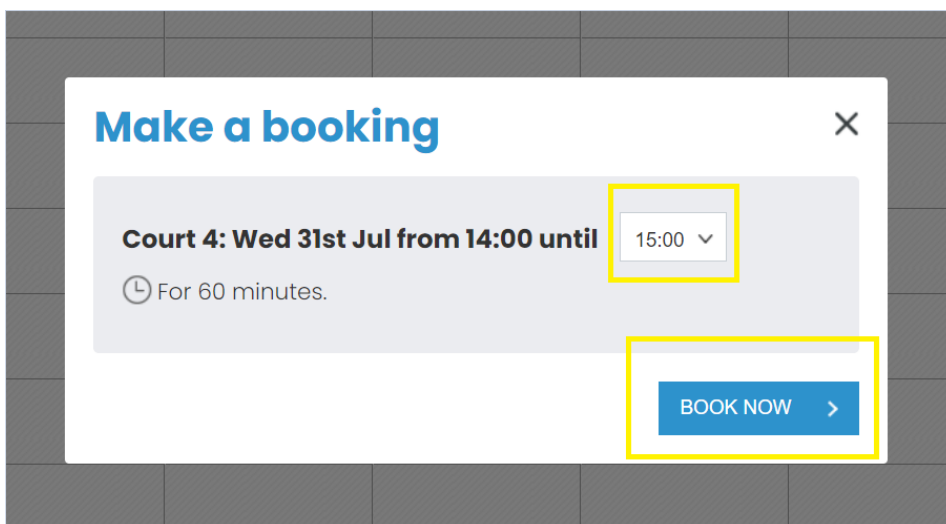 Make a booking
Court 4: Wed 31st Jul from 14:00 until 15:00
For 60 minutes.
BOOK NOW